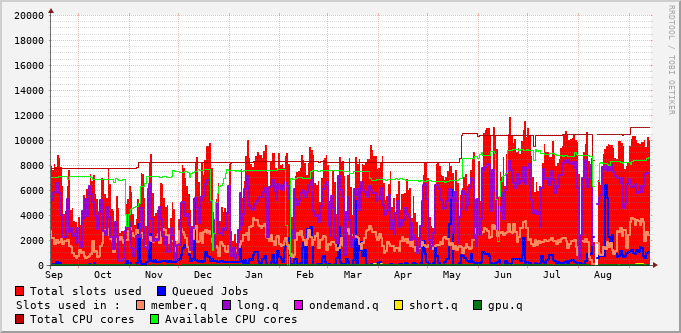 20000
18000
16000
14000
12000
10000
8000
6000
4000
2000
0
Sep Oct Nov Dec Jan Feb Mar Apr May Jun Jul Aug
Total slots used Queued Jobs
Slots used in : member.q long.q ondemand.q short.q gpu.q
Total CPU cores Available CPU cores
RRDTOOL / TOBI OETIKER